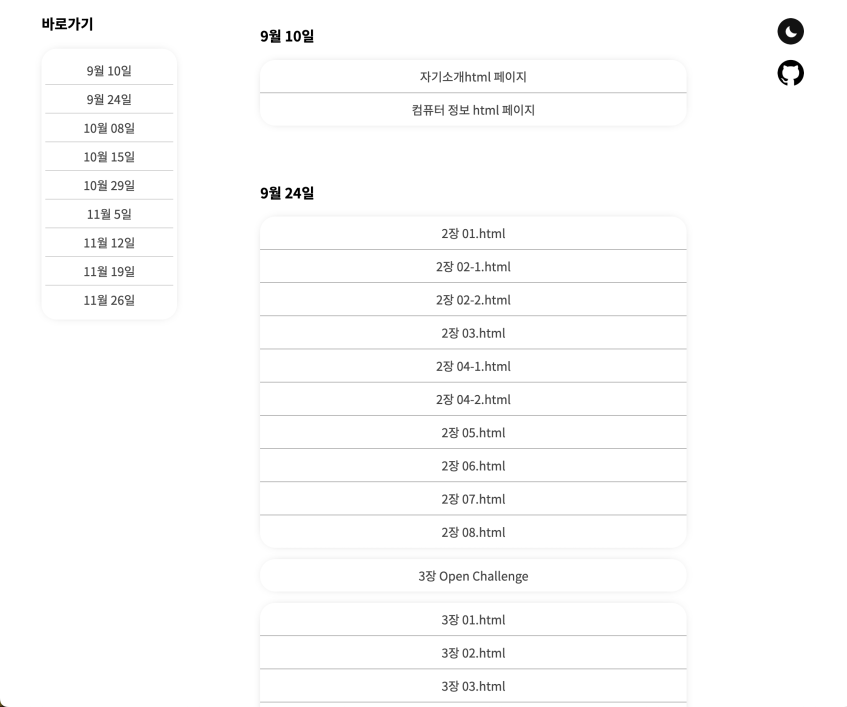 바로가기
9월 10일
9월 24일
10월 08일
10월 15일
10월 29일
11월 5일
11월 12일
11월 19일
11월 26일
9월 10일
자기소개html 페이지
컴퓨터 정보 html 페이지
9월 24일
2장 01.html
2장 02-1.html
2장 02-2.html
2장 03.html
2장 04-1.html
2장 04-2.html
2장 05.html
2장 06.html
2장 07.html
2장 08.html
3장 Open Challenge
3장 01.html
3장 02.html
3장 03.html